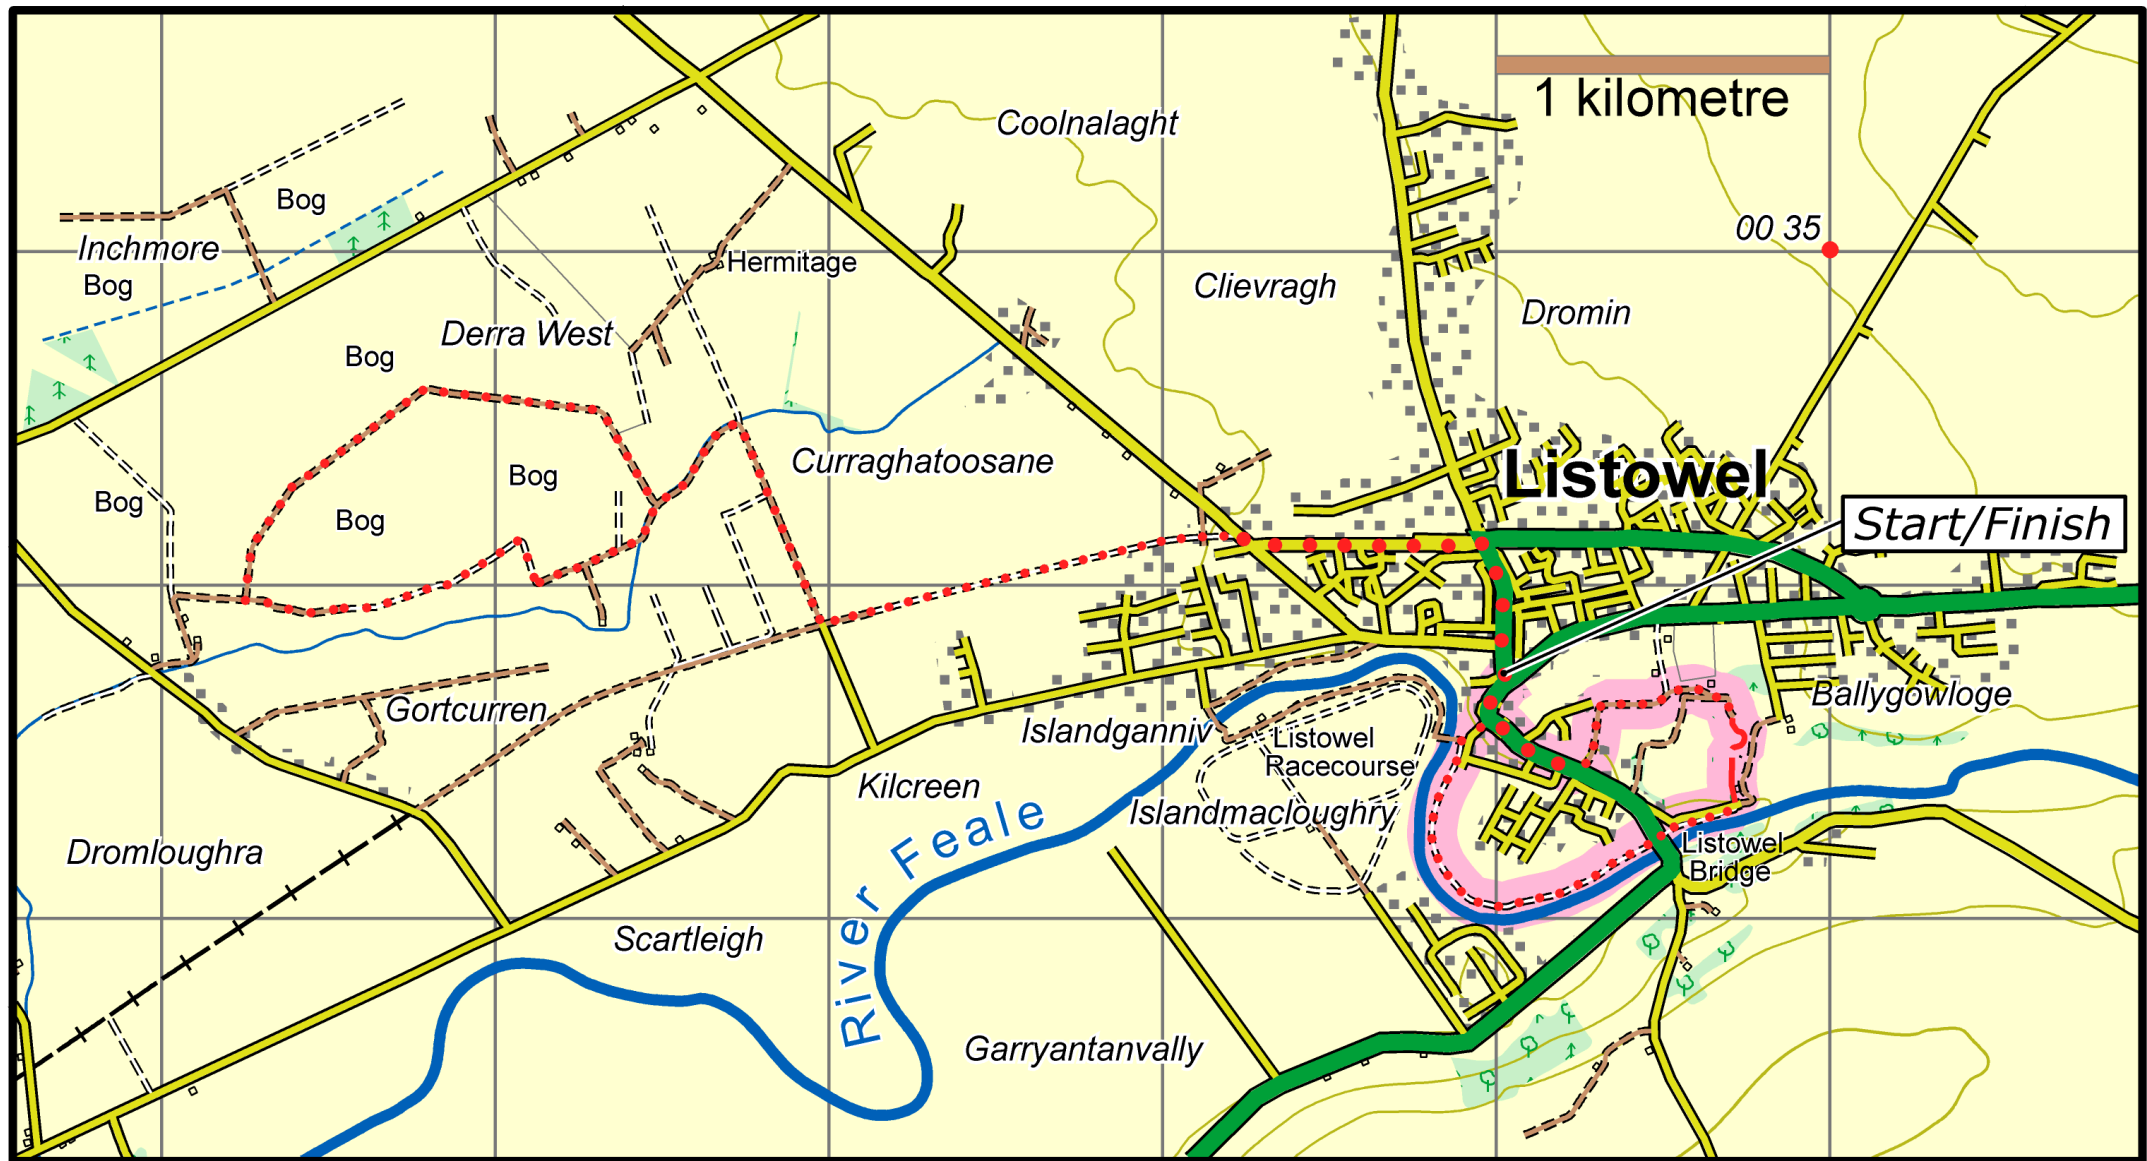 1 kilometre
Coolnalaght
Bog
00 35
Inchmore
Hermitage
Bog
Clievragh
Dromin
Derra West
Bog
Curraghatoosane
Listowel
Bog
Bog
Bog
Start/Finish
Ballygowloge
Gortcurren
Islandganniv
Listowel
Racecourse
Kilcreen
Islandmacloughry
River Feale
Listowel
Bridge
Dromloughra
Scartleigh
Garryantanvally